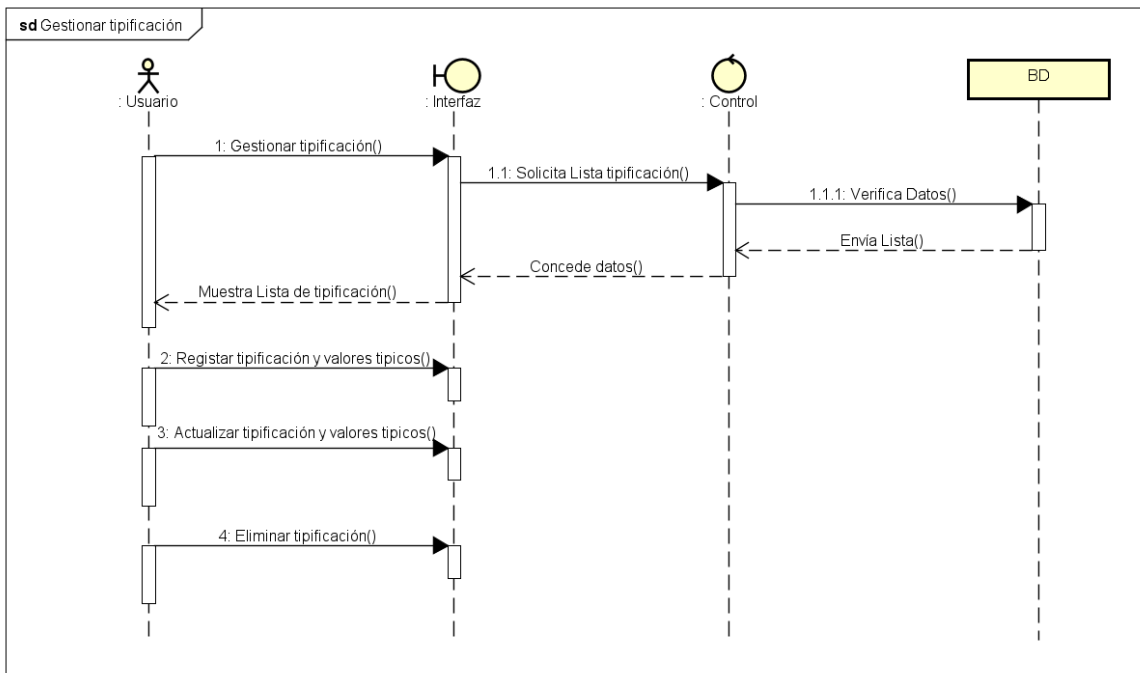 sd Gestionar tipificación
: Usuario
: Interfaz
: Control
BD
1: Gestionar tipificación()
1.1: Solicita Lista tipificación()
1.1.1: Verifica Datos()
Envía Lista()
Concede datos()
Muestra Lista de tipificación()
2: Registar tipificación y valores tipicos()
3: Actualizar tipificación y valores tipicos()
4: Eliminar tipificación()